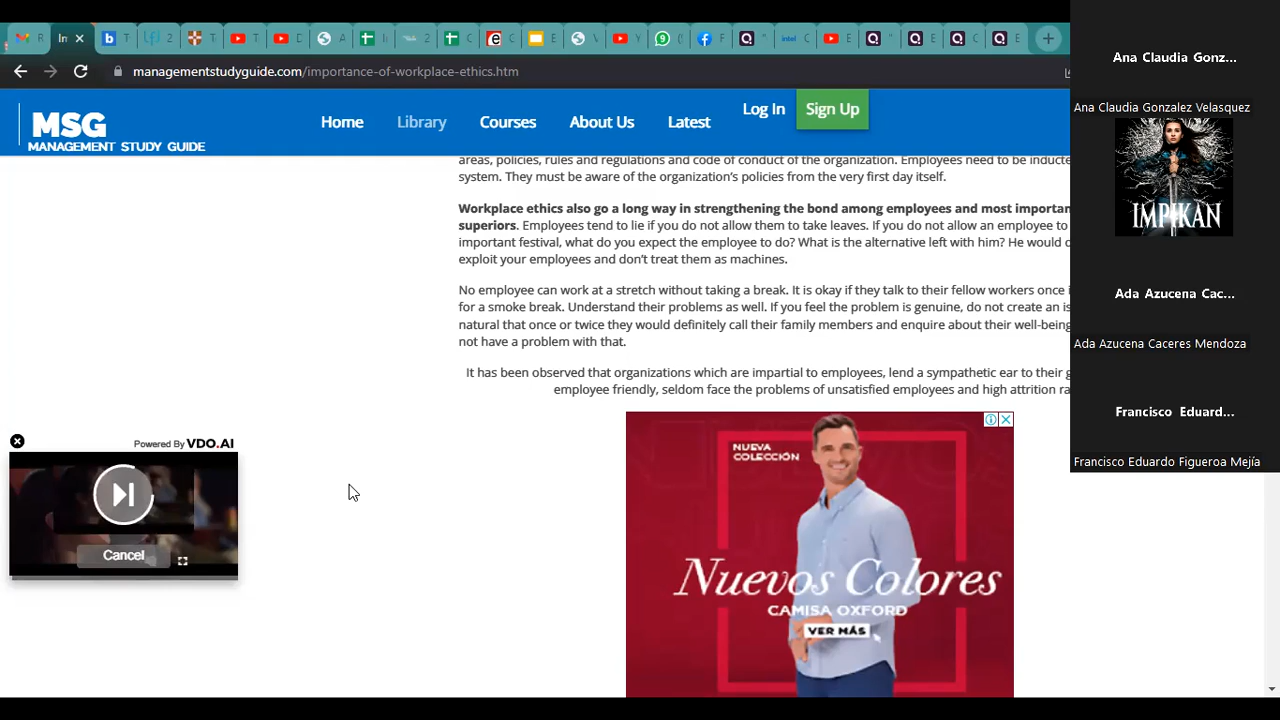 managementstudyguide.com/importance-of-workplace-ethics.htm
MSG
MANAGEMENT STUDY GUIDE
Home
Library
Courses
About Us
Latest
Log In
Sign Up
areas, policies, rules and regulations and code of conduct of the organization. Employees need to be inducte
system. They must be aware of the organization's policies from the very first day itself.
Workplace ethics also go a long way in strengthening the bond among employees and most importan
superiors. Employees tend to lie if you do not allow them to take leaves. If you do not allow an employee to
important festival, what do you expect the employee to do? What is the alternative left with him? He would
exploit your employees and don't treat them as machines.
No employee can work at a stretch without taking a break. It is okay if they talk to their fellow workers once
for a smoke break. Understand their problems as well. If you feel the problem is genuine, do not create an is
natural that once or twice they would definitely call their family members and enquire about their well-being
not have a problem with that.
It has been observed that organizations which are impartial to employees, lend a sympathetic ear to their g
employee friendly, seldom face the problems of unsatisfied employees and high attrition ra
Powered By VDO.AI
Cancel
NUEVA
COLECCIÓN
Nuevos Colores
CAMISA OXFORD
VER MÁS
Ana Claudia Gonz...
Ana Claudia Gonzalez Velasquez
IMPIKAN
Ada Azucena Cac...
Ada Azucena Caceres Mendoza
Francisco Eduard...
Francisco Eduardo Figueroa Mejía